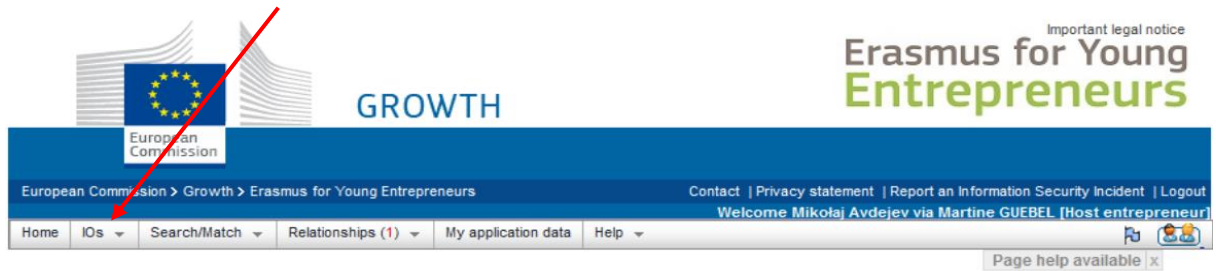 Important legal notice
Erasmus for Young
Entrepreneurs
GROWTH
European
Commission
European Commission > Growth > Erasmus for Young Entrepreneurs
Contact | Privacy statement | Report an Information Security Incident | Logout
Welcome Mikołaj Avdejev via Martine GUEBEL [Host entrepreneur]
Home IOs Search/Match Relationships (1) My application data Help
Page help available x